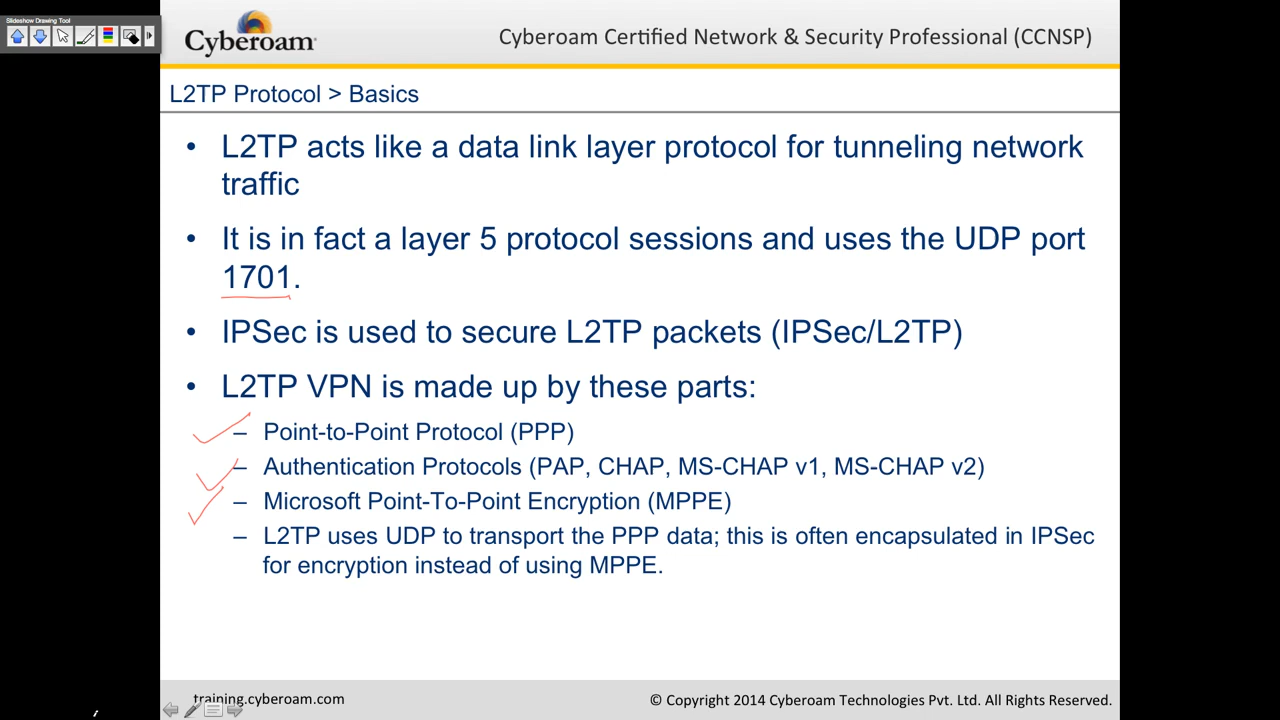 Slideshow Drawing Tool
Cyberoam
Cyberoam Certified Network & Security Professional (CCNSP)
L2TP Protocol > Basics
• L2TP acts like a data link layer protocol for tunneling network
traffic
• It is in fact a layer 5 protocol sessions and uses the UDP port
1701.
• IPSec is used to secure L2TP packets (IPSec/L2TP)
• L2TP VPN is made up by these parts:
– Point-to-Point Protocol (PPP)
– Authentication Protocols (PAP, CHAP, MS-CHAP v1, MS-CHAP v2)
– Microsoft Point-To-Point Encryption (MPPE)
– L2TP uses UDP to transport the PPP data; this is often encapsulated in IPSec
for encryption instead of using MPPE.
training.cyberoam.com
© Copyright 2014 Cyberoam Technologies Pvt. Ltd. All Rights Reserved.